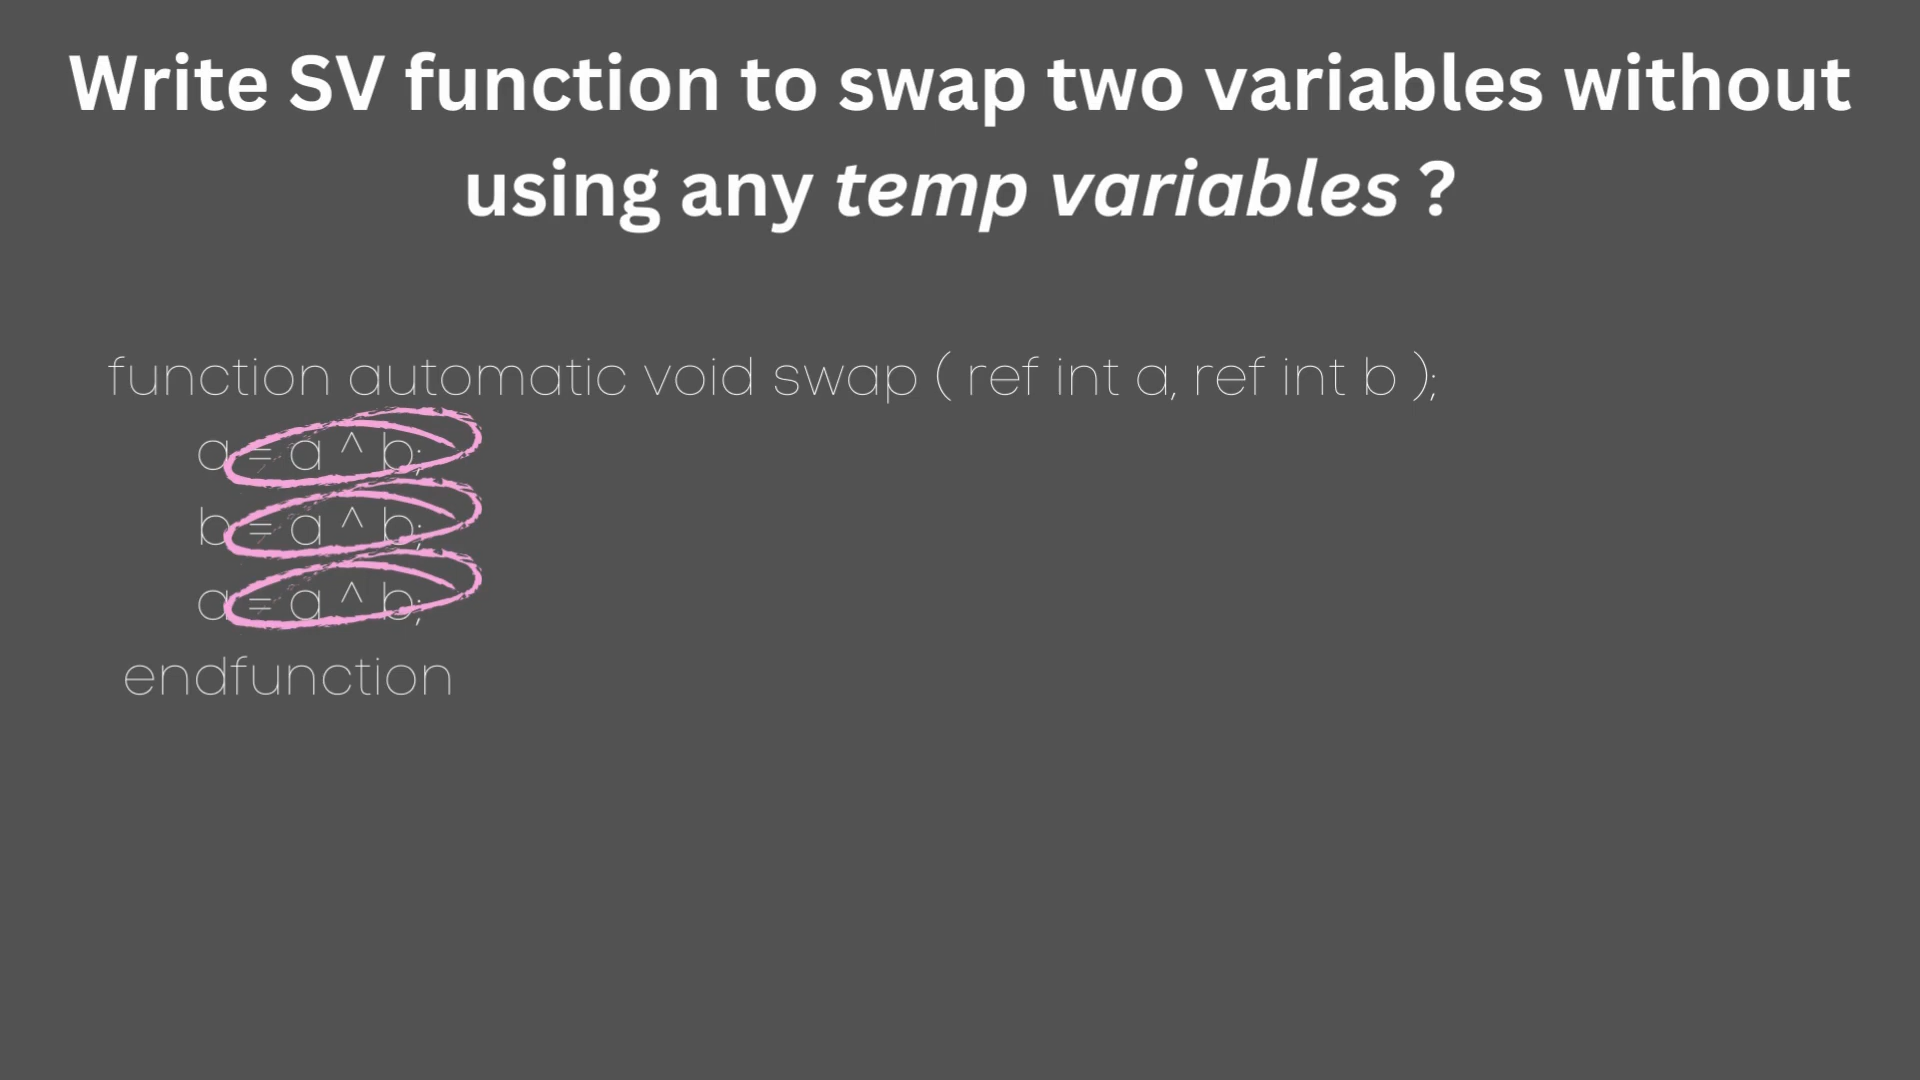 Write SV function to swap two variables without
using any temp variables ?
function automatic void swap ( ref int a, ref int b );
a = a ^ b;
b = a ^ b;
a = a ^ b;
endfunction